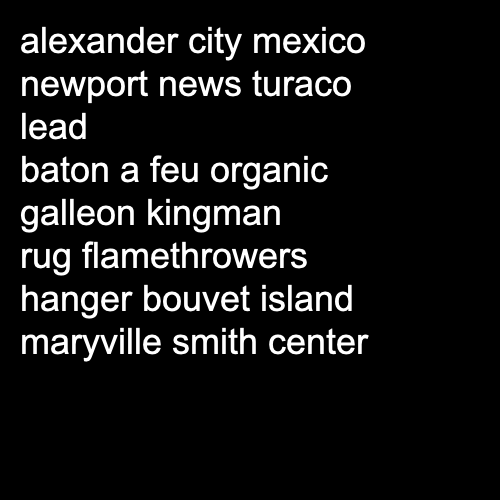 alexander city mexico
newport news turaco
lead
baton a feu organic
galleon kingman
rug flamethrowers
hanger bouvet island
maryville smith center